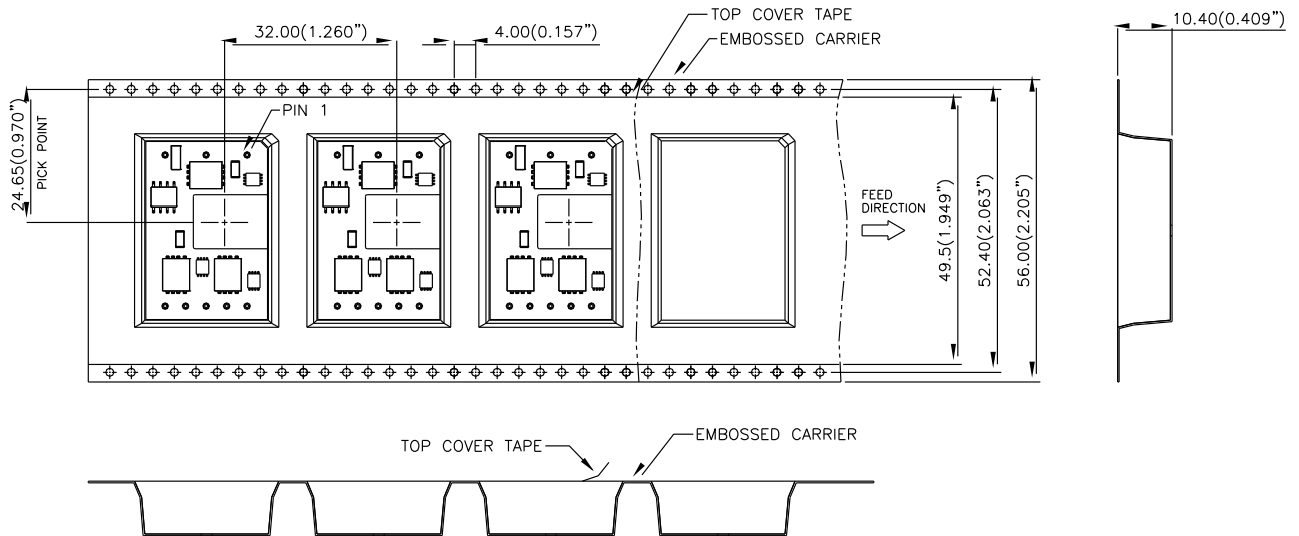 TOP COVER TAPE
10.40(0.409”)
32.00(1.260”)
4.00(0.157”)
EMBOSSED CARRIER
PIN 1
24.65(0.970”)
PICK POINT
FEED
DIRECTION
49.5(1.949”)
52.40(2.063”)
56.00(2.205”)
TOP COVER TAPE
EMBOSSED CARRIER